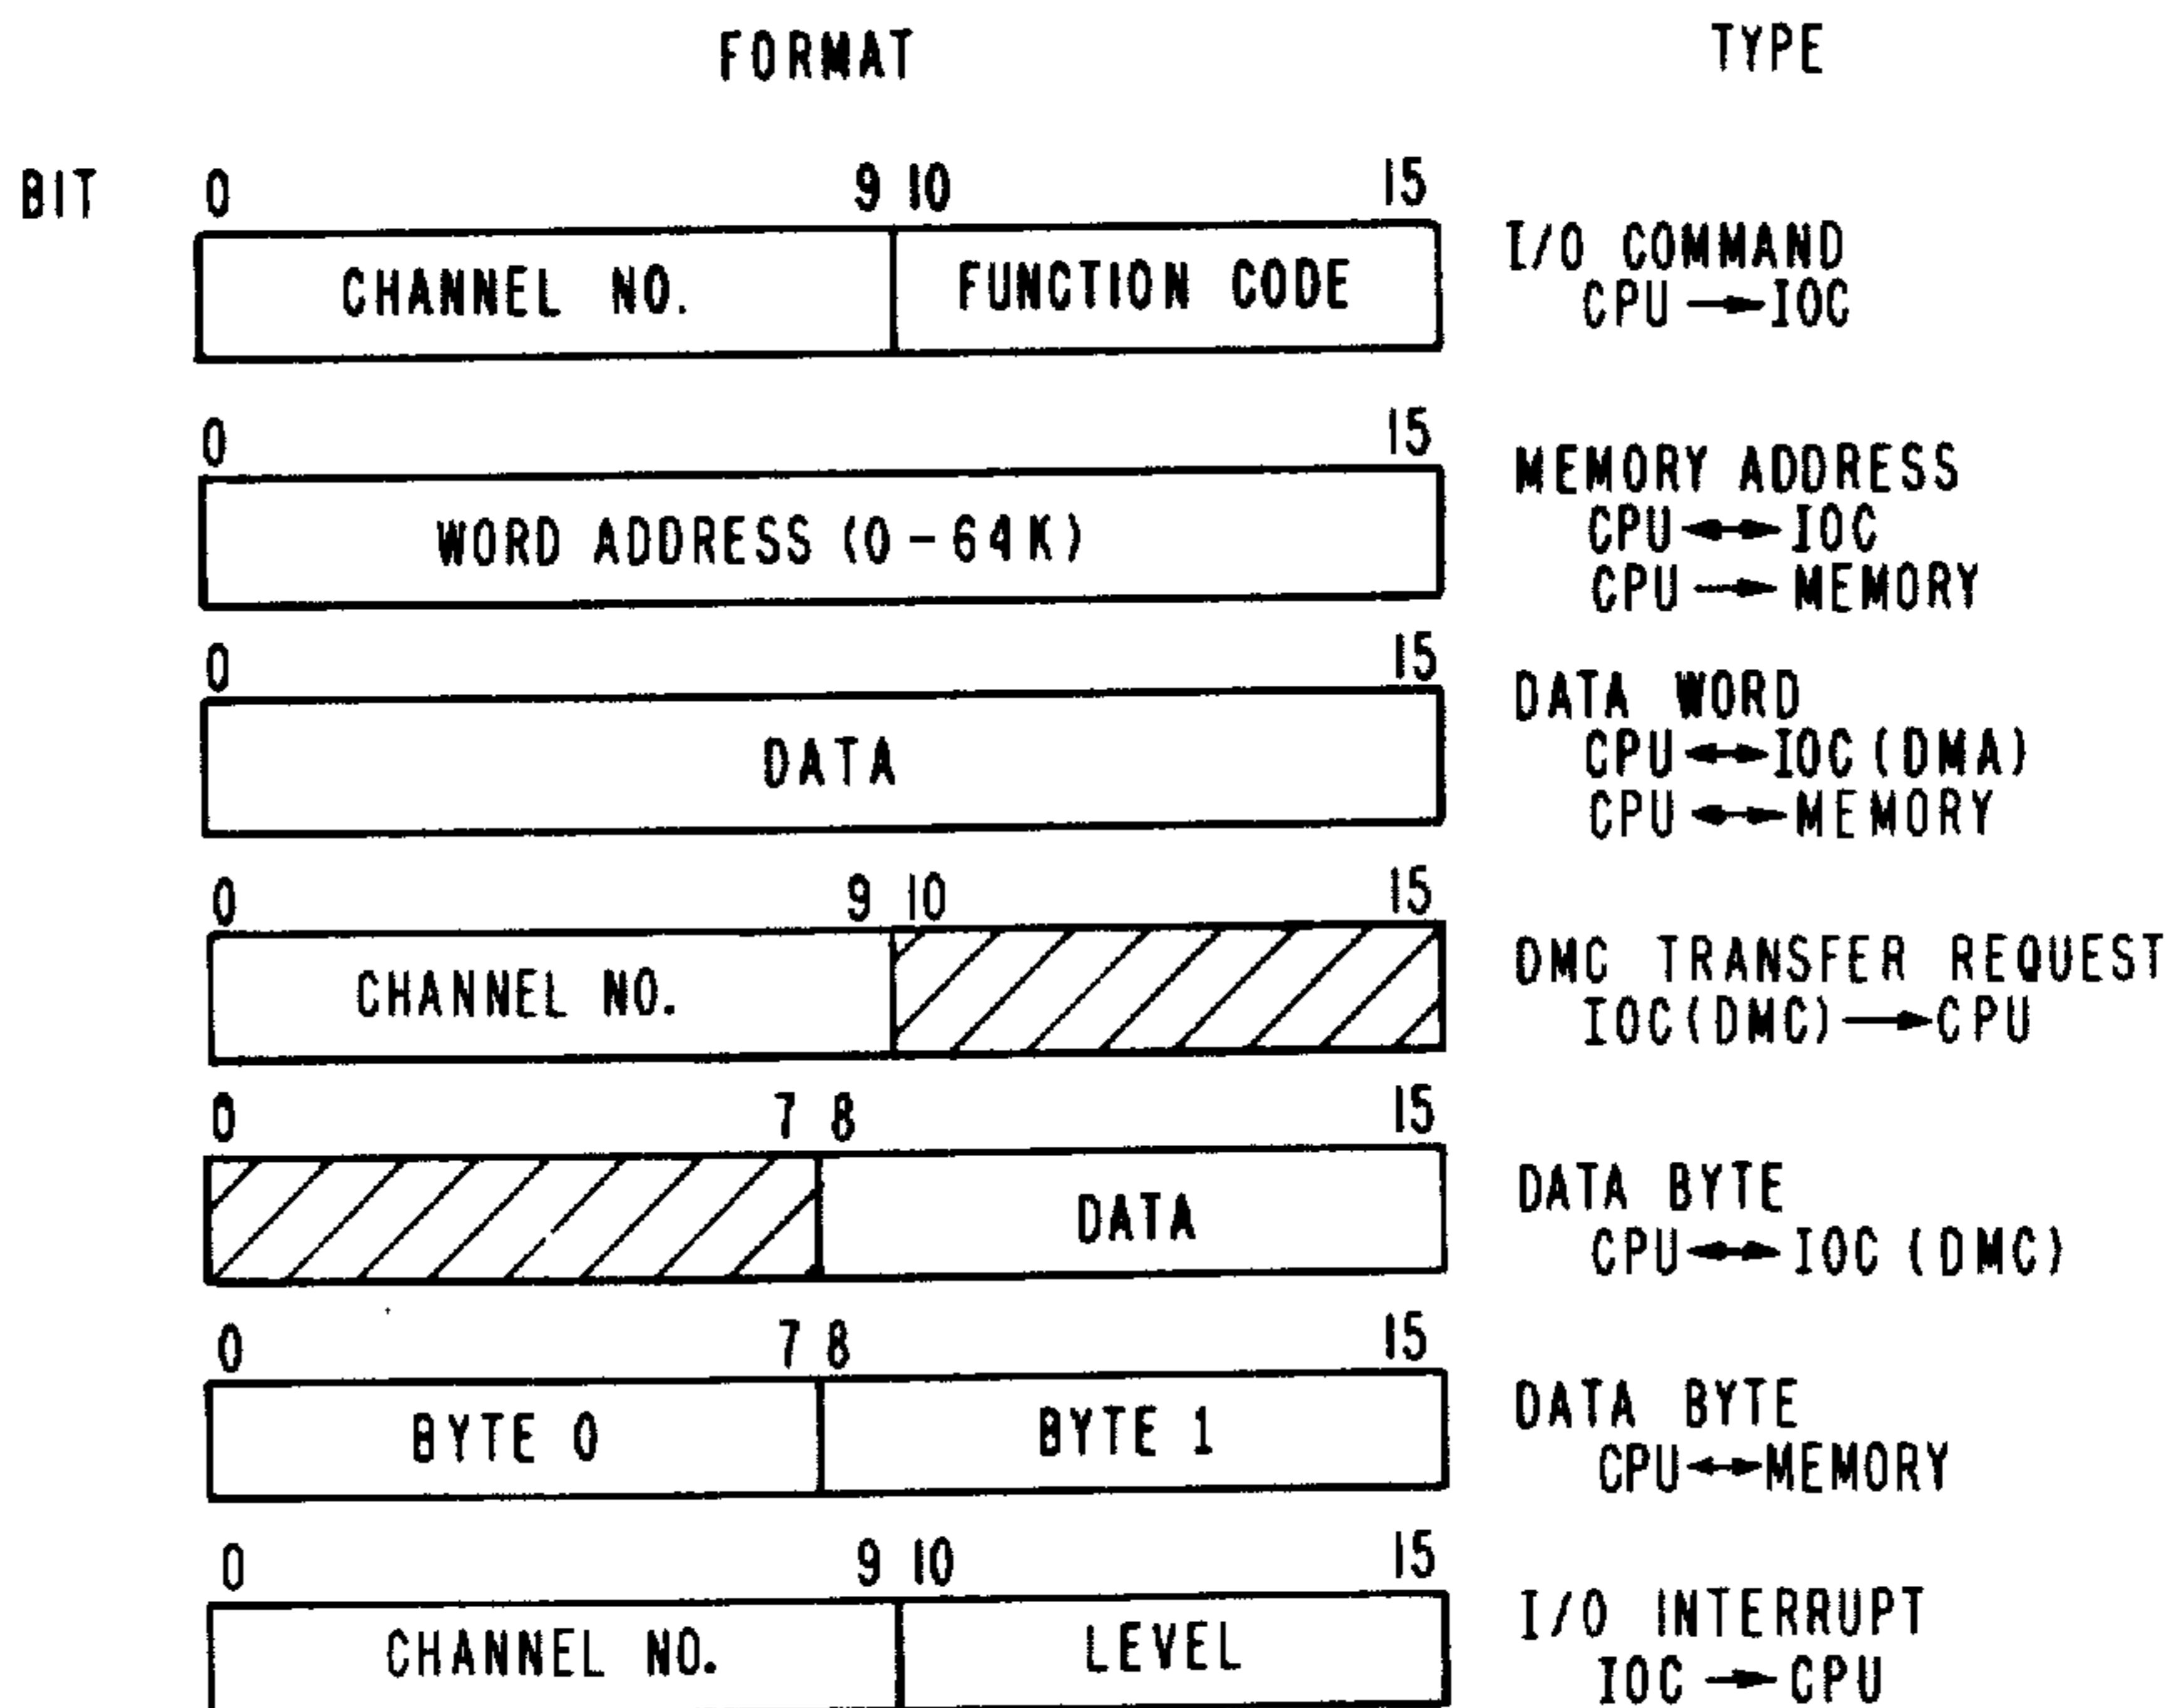 FORMAT TYPE
BIT 0 9 10 15
CHANNEL NO. FUNCTION CODE
I/O COMMAND
CPU → IOC
0 15
WORD ADDRESS (0-64K)
MEMORY ADDRESS
CPU ↔ IOC
CPU → MEMORY
0 15
DATA
DATA WORD
CPU ↔ IOC (DMA)
CPU ↔ MEMORY
0 9 10 15
CHANNEL NO.
DMC TRANSFER REQUEST
IOC(DMC) → CPU
0 7 8 15
DATA
DATA BYTE
CPU ↔ IOC (DMC)
0 7 8 15
BYTE 0 BYTE 1
DATA BYTE
CPU ↔ MEMORY
0 9 10 15
CHANNEL NO. LEVEL
I/O INTERRUPT
IOC → CPU